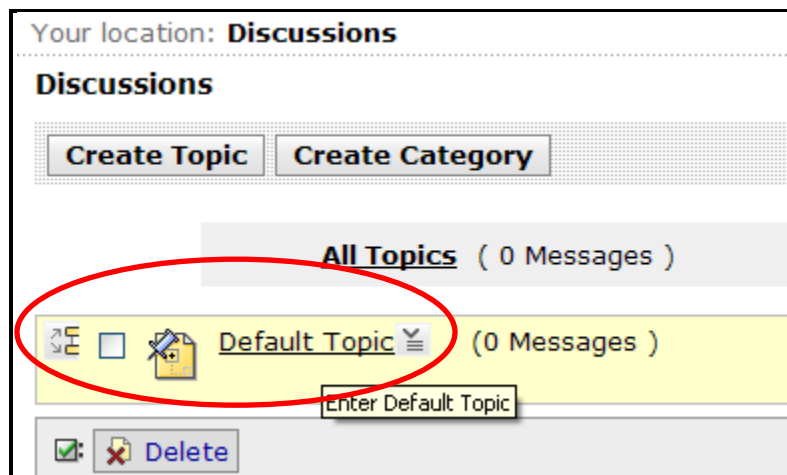 Your location: Discussions
Discussions
Create Topic Create Category
All Topics ( 0 Messages )
Default Topic (0 Messages )
Enter Default Topic
: Delete